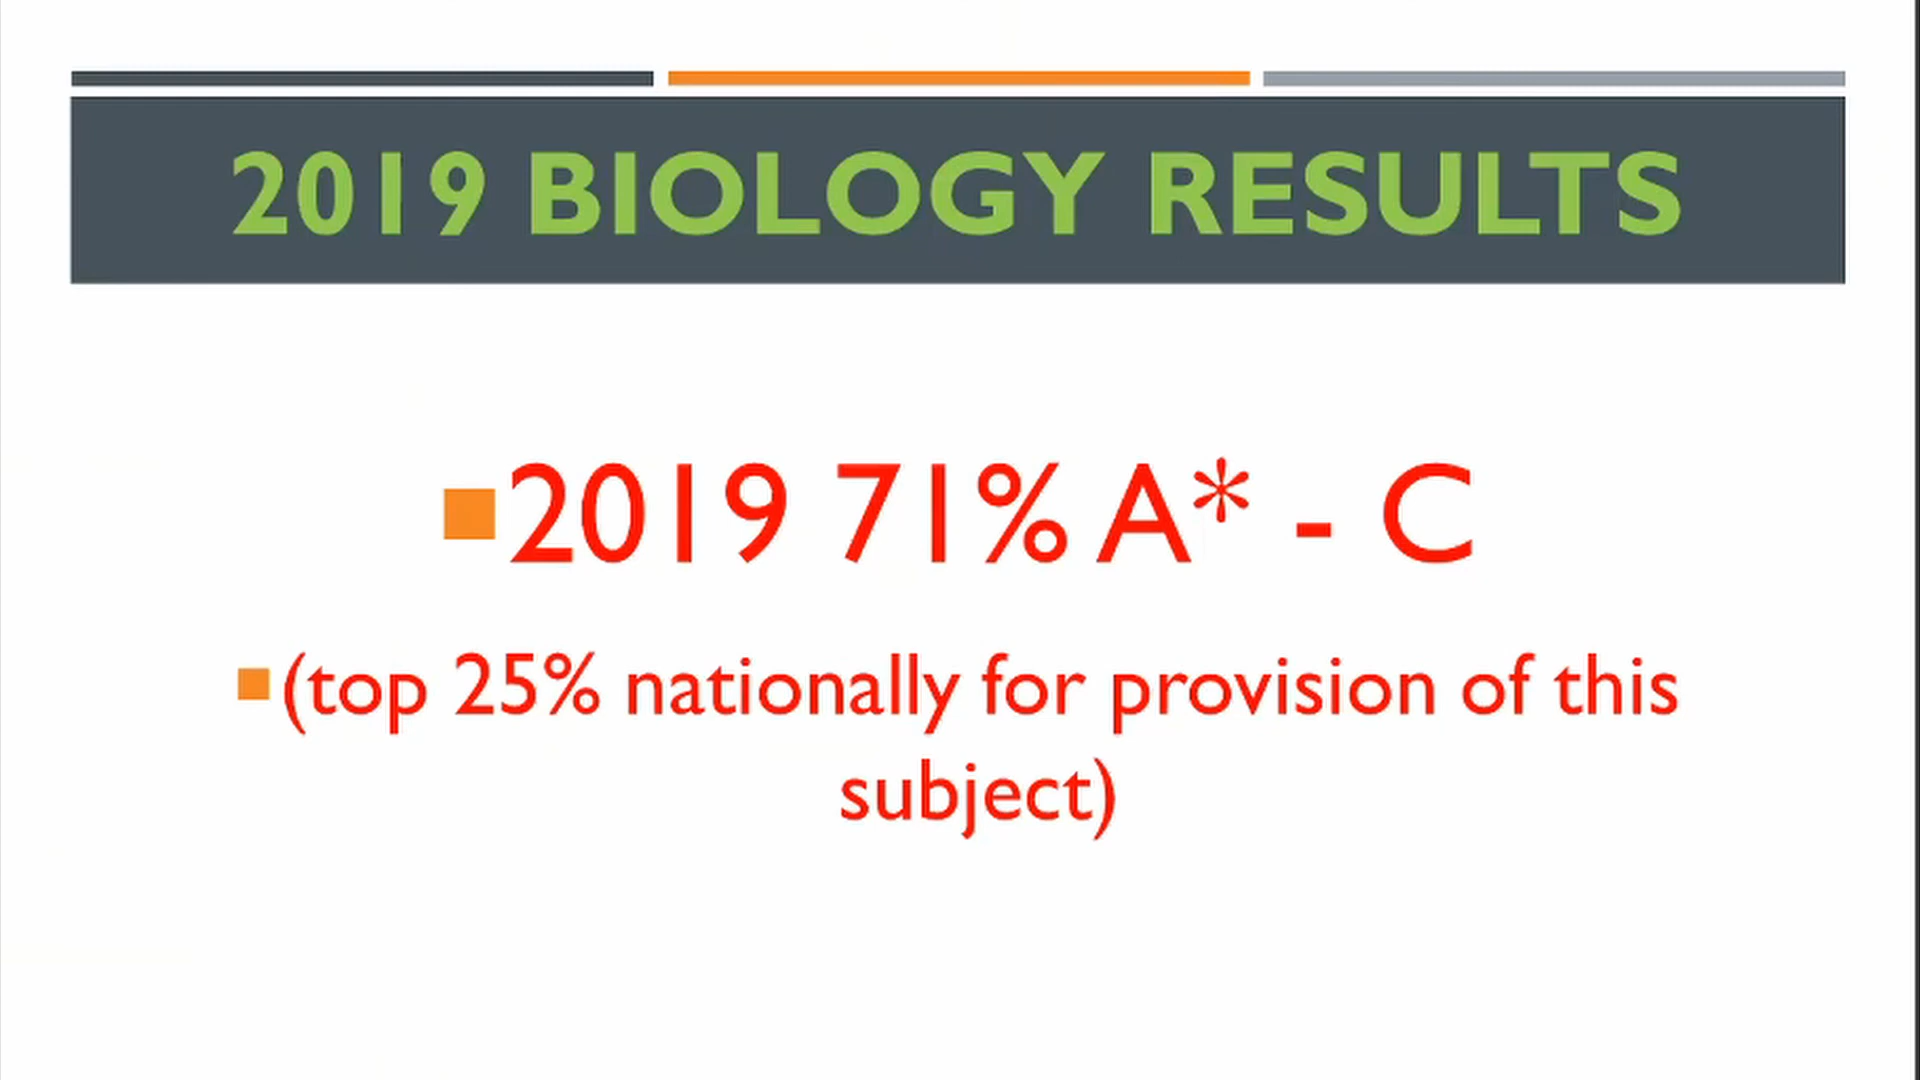 2019 BIOLOGY RESULTS
2019 71% A* - C
(top 25% nationally for provision of this
subject)